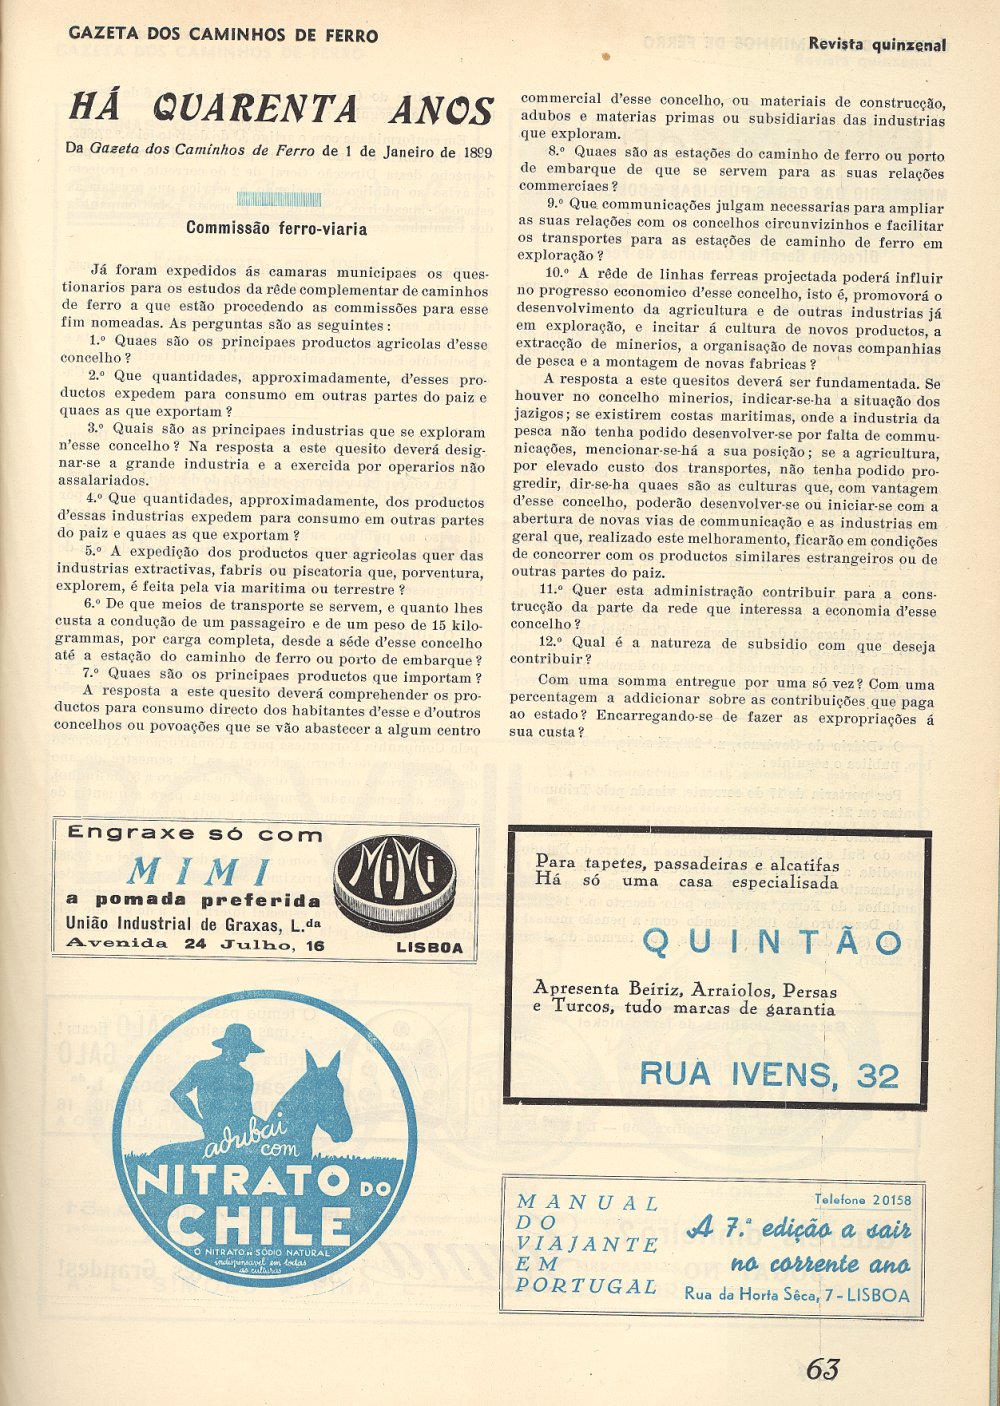 GAZETA DOS CAMINHOS DE FERRO
Revista quinzenal
HÁ QUARENTA ANOS
Da Gazeta dos Caminhos de Ferro de 1 de Janeiro de 1899
Commissão ferro-viaria
Já foram expedidos ás camaras municipaes os ques-
tionarios para os estudos da rêde complementar de caminhos
de ferro a que estão procedendo as commissões para esse
fim nomeadas. As perguntas são as seguintes:
1.º Quaes são os principaes productos agricolas d'esse
concelho?
2.º Que quantidades, approximadamente, d'esses pro-
ductos expedem para consumo em outras partes do paiz e
quaes as que exportam?
3.º Quais são as principaes industrias que se exploram
n'esse concelho? Na resposta a este quesito deverá desig-
nar-se a grande industria e a exercida por operarios não
assalariados.
4.º Que quantidades, approximadamente, dos productos
d'essas industrias expedem para consumo em outras partes
do paiz e quaes as que exportam?
5.º A expedição dos productos quer agricolas quer das
industrias extractivas, fabris ou piscatoria que, porventura,
explorem, é feita pela via maritima ou terrestre?
6.º De que meios de transporte se servem, e quanto lhes
custa a condução de um passageiro e de um peso de 15 kilo-
grammas, por carga completa, desde a séde d'esse concelho
até a estação do caminho de ferro ou porto de embarque?
7.º Quaes são os principaes productos que importam?
A resposta a este quesito deverá comprehender os pro-
ductos para consumo directo dos habitantes d'esse e d'outros
concelhos ou povoações que se vão abastecer a algum centro
commercial d'esse concelho, ou materiais de construcção,
adubos e materias primas ou subsidiarias das industrias
que exploram.
8.º Quaes são as estações do caminho de ferro ou porto
de embarque de que se servem para as suas relações
commerciaes?
9.º Que communicações julgam necessarias para ampliar
as suas relações com os concelhos circunvizinhos e facilitar
os transportes para as estações de caminho de ferro em
exploração?
10.º A rêde de linhas ferreas projectada poderá influir
no progresso economico d'esse concelho, isto é, promoverá o
desenvolvimento da agricultura e de outras industrias já
em exploração, e incitar á cultura de novos productos, a
extracção de minerios, a organisação de novas companhias
de pesca e a montagem de novas fabricas?
A resposta a este quesitos deverá ser fundamentada. Se
houver no concelho minerios, indicar-se-ha a situação dos
jazigos; se existirem costas maritimas, onde a industria da
pesca não tenha podido desenvolver-se por falta de commu-
nicações, mencionar-se-há a sua posição; se a agricultura,
por elevado custo dos transportes, não tenha podido pro-
gredir, dir-se-ha quaes são as culturas que, com vantagem
d'esse concelho, poderão desenvolver-se ou iniciar-se com a
abertura de novas vias de communicação e as industrias em
geral que, realizado este melhoramento, ficarão em condições
de concorrer com os productos similares estrangeiros ou de
outras partes do paiz.
11.º Quer esta administração contribuir para a cons-
trucção da parte da rede que interessa a economia d'esse
concelho?
12.º Qual é a natureza de subsidio com que deseja
contribuir?
Com uma somma entregue por uma só vez? Com uma
percentagem a addicionar sobre as contribuições que paga
ao estado? Encarregando-se de fazer as expropriações á
sua custa?
Engraxe só com
MIMI
a pomada preferida
União Industrial de Graxas, L.da
Avenida 24 Julho, 16
MiMi
LISBOA
adubai
com
NITRATO DO
CHILE
O NITRATO DE SÓDIO NATURAL
indispensavel em todas
as culturas
Para tapetes, passadeiras e alcatifas
Há só uma casa especialisada
QUINTÃO
Apresenta Beiriz, Arraiolos, Persas
e Turcos, tudo marcas de garantia
RUA IVENS, 32
MANUAL
DO
VIAJANTE
EM
PORTUGAL
Telefone 20158
A 7.ª edição a sair
no corrente ano
Rua da Horta Sêca, 7 - LISBOA
63